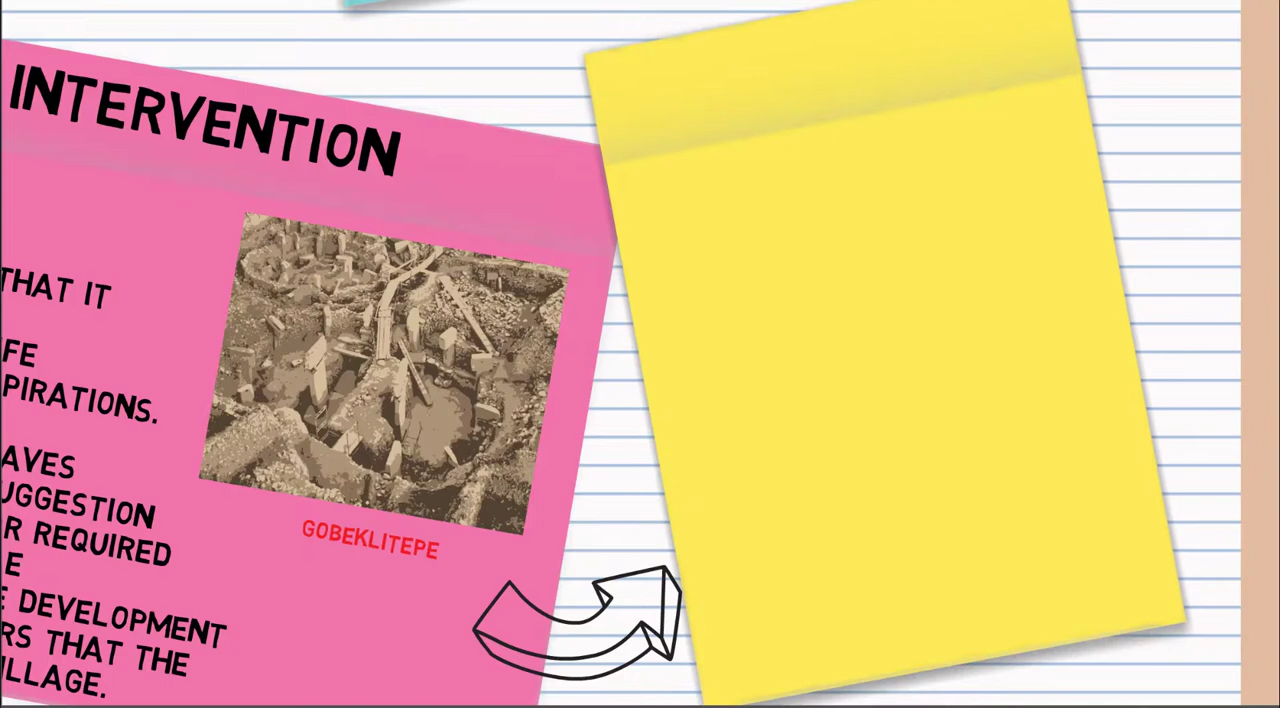 INTERVENTION
THAT IT
FE
PIRATIONS.
AVES
UGGESTION
R REQUIRED
E
E DEVELOPMENT
RS THAT THE
ILLAGE.
GOBEKLITEPE